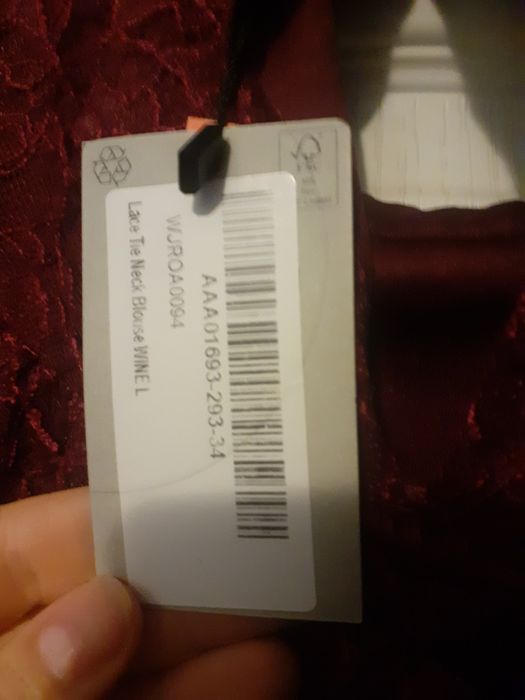 AAA01693-293-34
WJROA0094
Lace Tie Neck Blouse WINE L